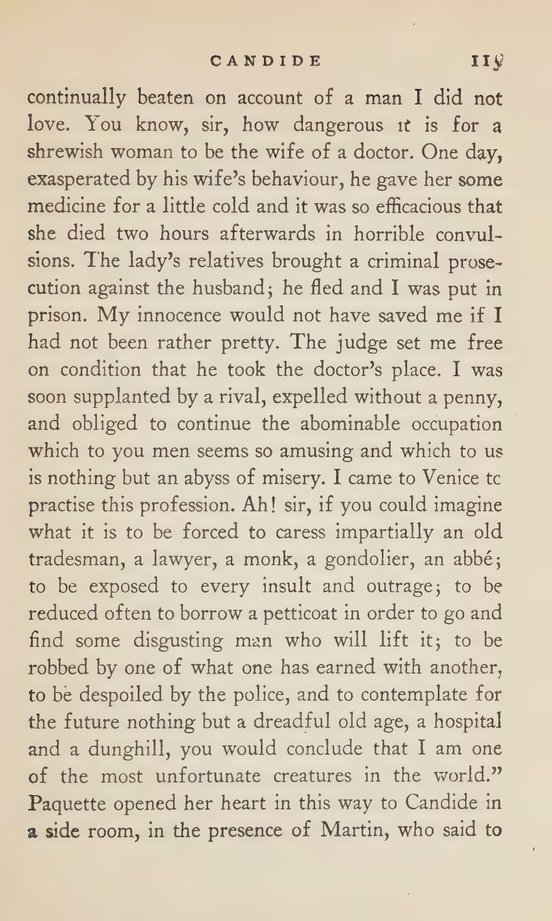 CANDIDE 119
continually beaten on account of a man I did not
love. You know, sir, how dangerous it is for a
shrewish woman to be the wife of a doctor. One day,
exasperated by his wife's behaviour, he gave her some
medicine for a little cold and it was so efficacious that
she died two hours afterwards in horrible convul-
sions. The lady's relatives brought a criminal prose-
cution against the husband; he fled and I was put in
prison. My innocence would not have saved me if I
had not been rather pretty. The judge set me free
on condition that he took the doctor's place. I was
soon supplanted by a rival, expelled without a penny,
and obliged to continue the abominable occupation
which to you men seems so amusing and which to us
is nothing but an abyss of misery. I came to Venice to
practise this profession. Ah! sir, if you could imagine
what it is to be forced to caress impartially an old
tradesman, a lawyer, a monk, a gondolier, an abbé;
to be exposed to every insult and outrage; to be
reduced often to borrow a petticoat in order to go and
find some disgusting man who will lift it; to be
robbed by one of what one has earned with another,
to be despoiled by the police, and to contemplate for
the future nothing but a dreadful old age, a hospital
and a dunghill, you would conclude that I am one
of the most unfortunate creatures in the world."
Paquette opened her heart in this way to Candide in
a side room, in the presence of Martin, who said to